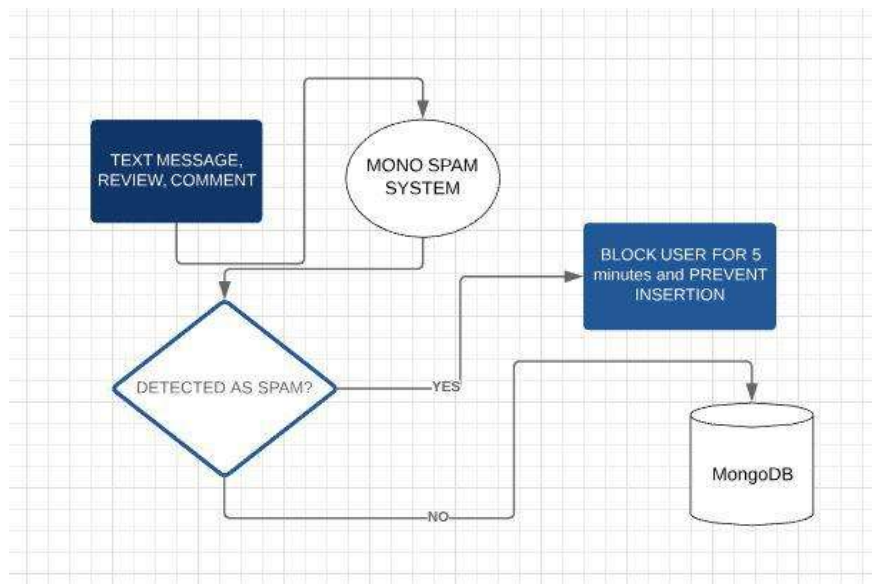 TEXT MESSAGE,
REVIEW, COMMENT
MONO SPAM
SYSTEM
BLOCK USER FOR 5
minutes and PREVENT
INSERTION
DETECTED AS SPAM?
YES
MongoDB
NO